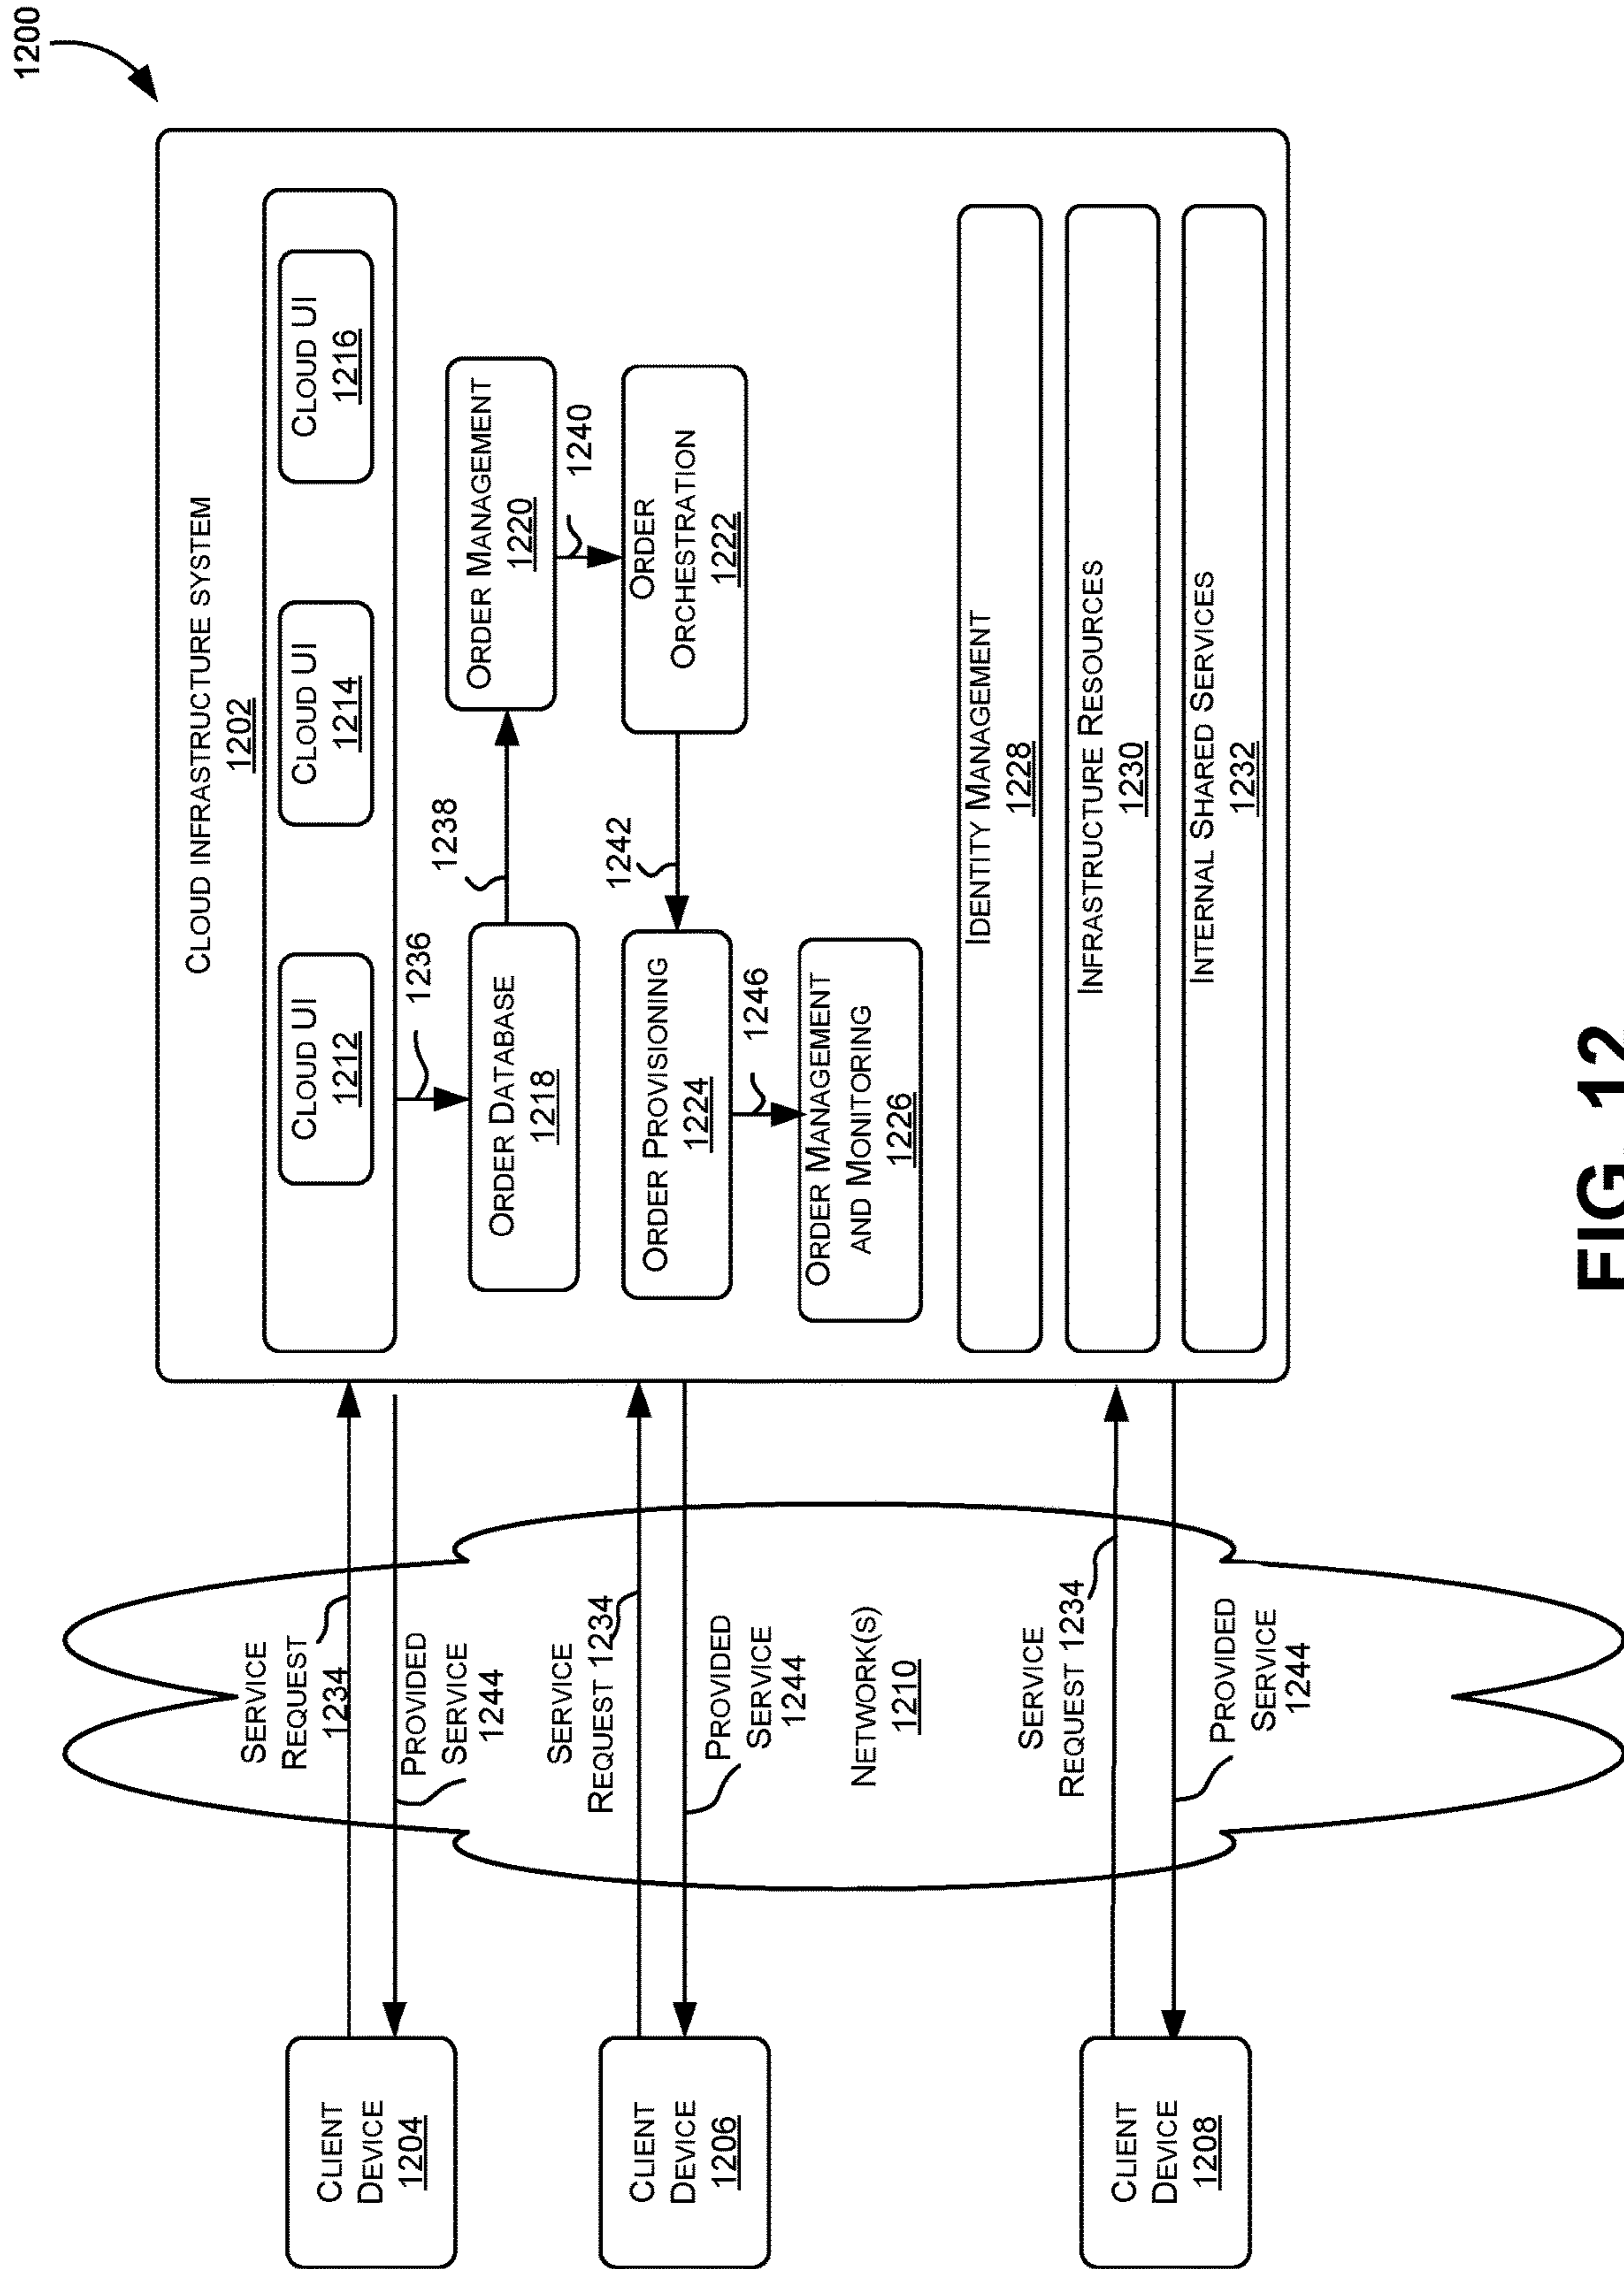 1200
CLOUD INFRASTRUCTURE SYSTEM
1202
CLOUD UI
1212
CLOUD UI
1214
CLOUD UI
1216
1236
ORDER DATABASE
1218
1238
ORDER MANAGEMENT
1220
1240
ORDER
ORCHESTRATION
1222
1242
ORDER PROVISIONING
1224
1246
ORDER MANAGEMENT
AND MONITORING
1226
IDENTITY MANAGEMENT
1228
INFRASTRUCTURE RESOURCES
1230
INTERNAL SHARED SERVICES
1232
CLIENT
DEVICE
1204
SERVICE
REQUEST
1234
PROVIDED
SERVICE
1244
CLIENT
DEVICE
1206
SERVICE
REQUEST 1234
PROVIDED
SERVICE
1244
NETWORK(S)
1210
CLIENT
DEVICE
1208
SERVICE
REQUEST 1234
PROVIDED
SERVICE
1244
FIG. 12